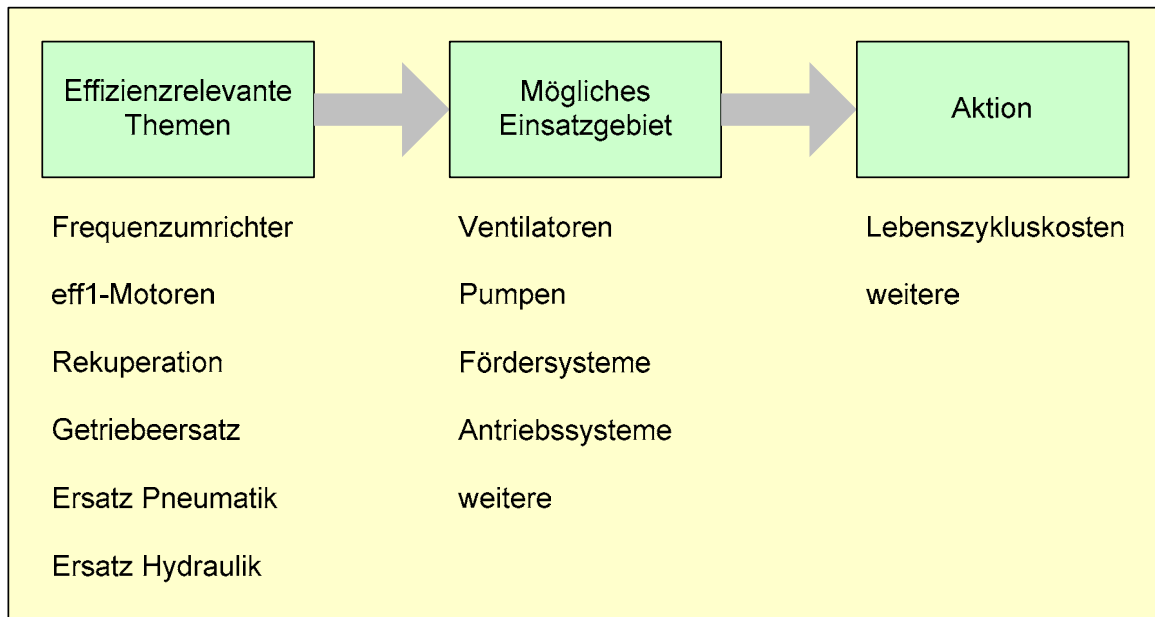 Effizienzrelevante
Themen
Mögliches
Einsatzgebiet
Aktion
Frequenzumrichter
eff1-Motoren
Rekuperation
Getriebeersatz
Ersatz Pneumatik
Ersatz Hydraulik
Ventilatoren
Pumpen
Fördersysteme
Antriebssysteme
weitere
Lebenszykluskosten
weitere